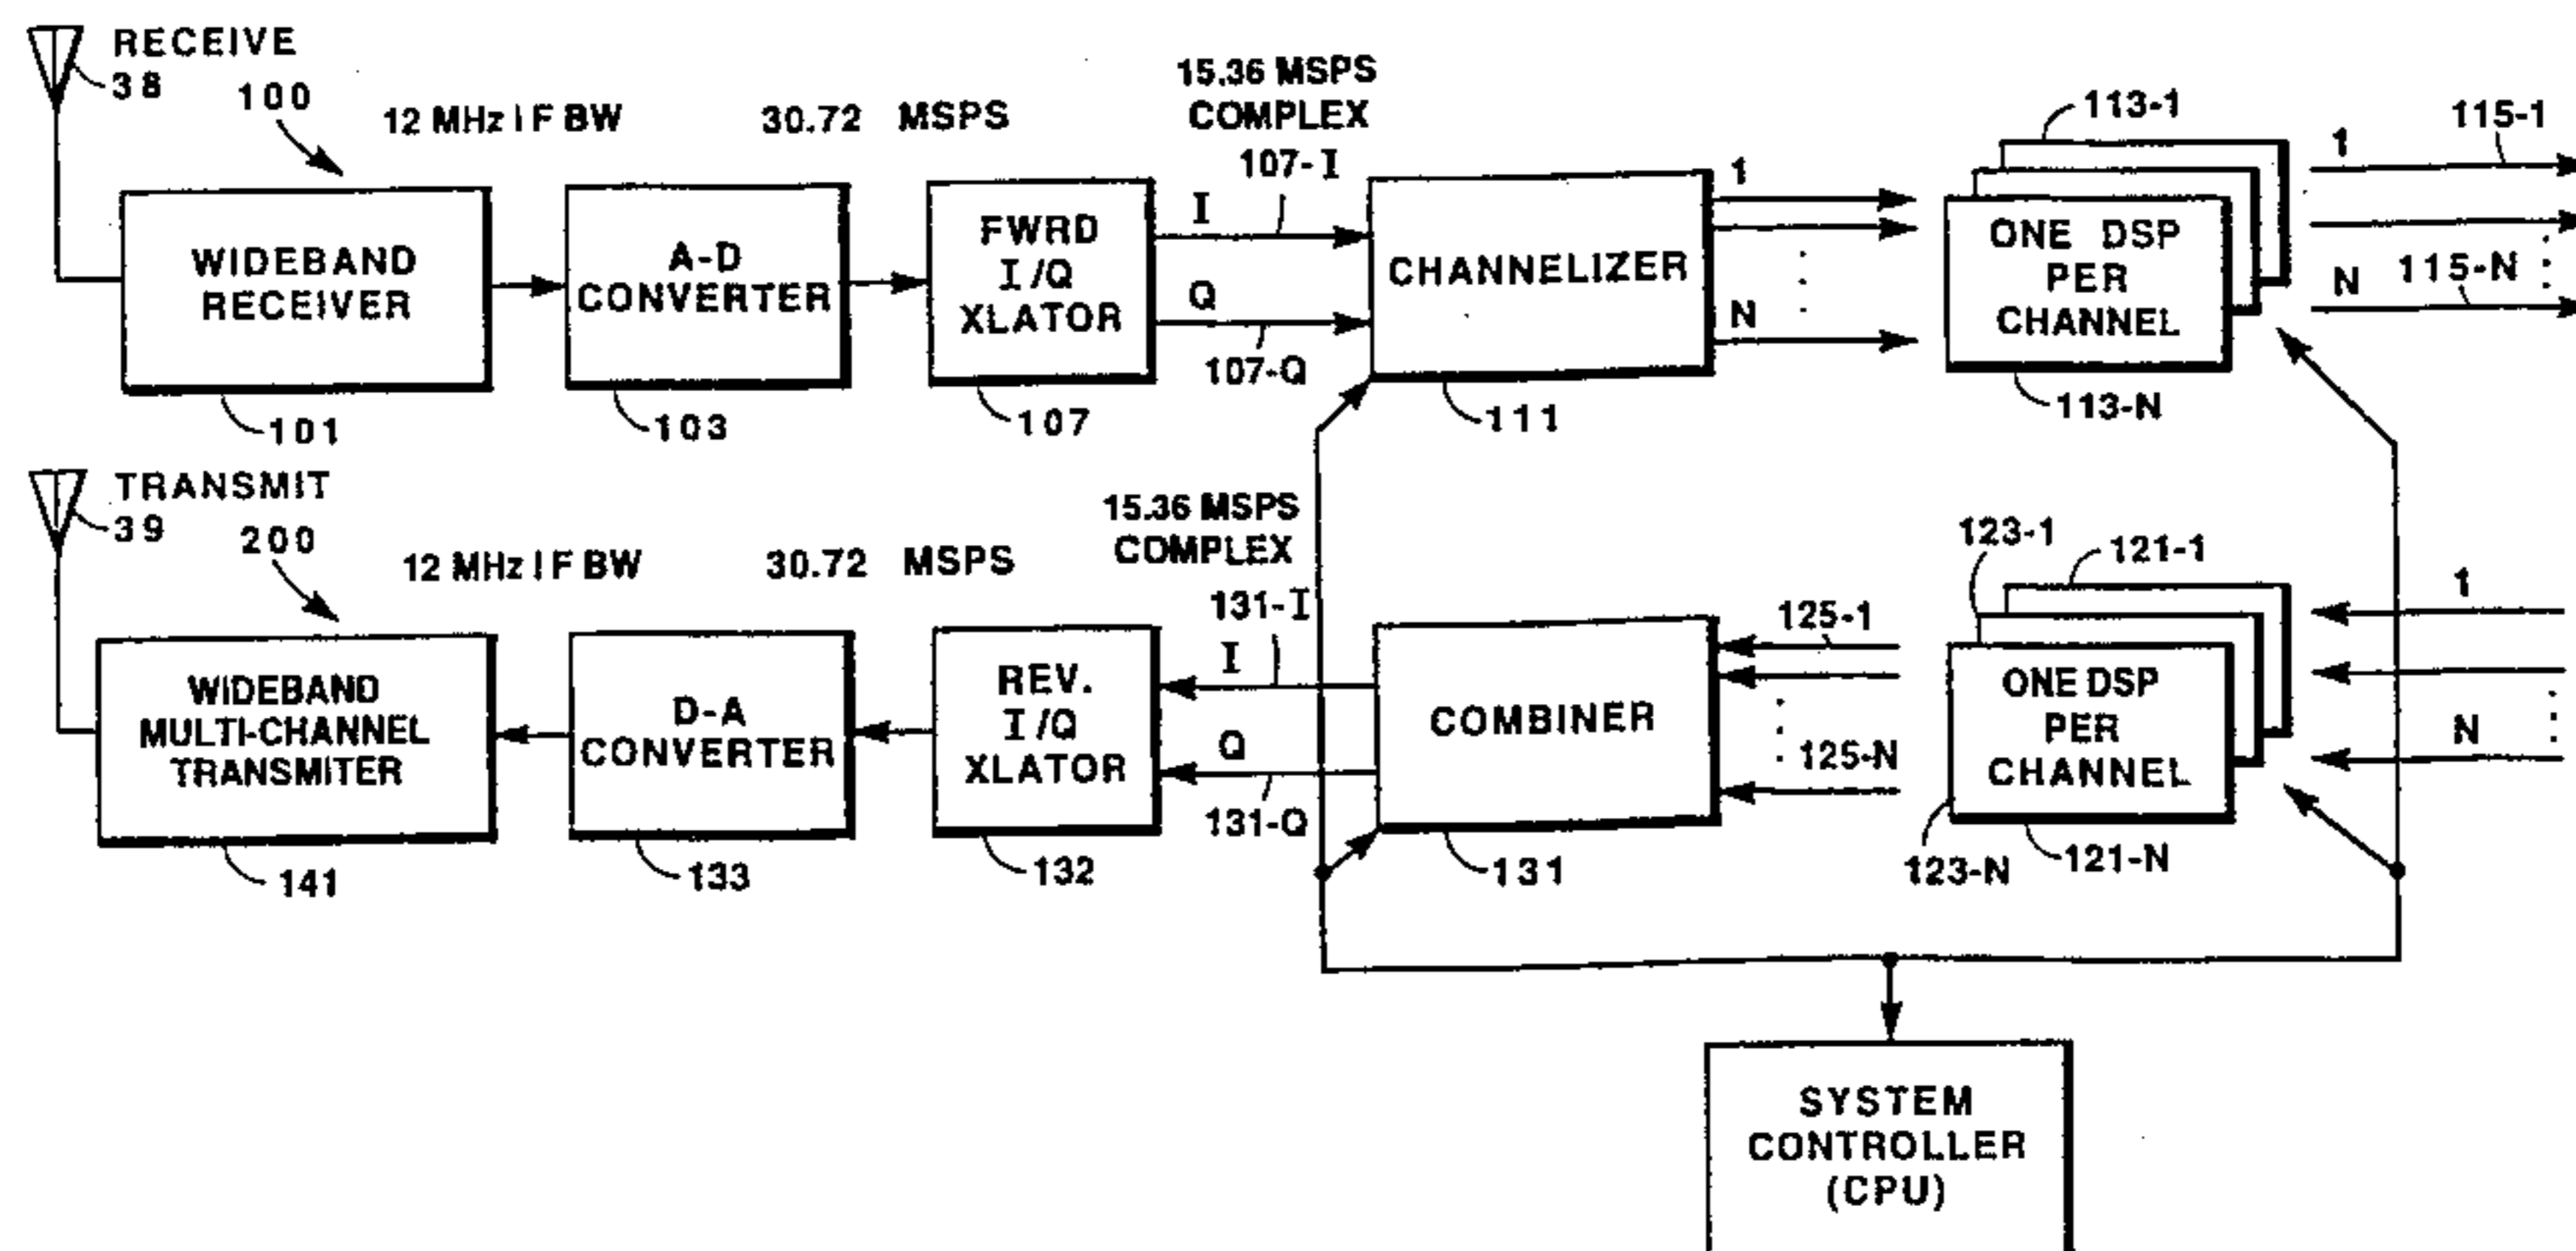 RECEIVE
38
100
12 MHz IF BW
30.72 MSPS
15.36 MSPS
COMPLEX
107-I
I
Q
107-Q
WIDEBAND
RECEIVER
101
A-D
CONVERTER
103
FWRD
I/Q
XLATOR
107
CHANNELIZER
111
1
N
113-1
ONE DSP
PER
CHANNEL
113-N
1
115-1
N
115-N
TRANSMIT
39
200
12 MHz IF BW
30.72 MSPS
15.36 MSPS
COMPLEX
131-I
I
Q
131-Q
WIDEBAND
MULTI-CHANNEL
TRANSMITER
141
D-A
CONVERTER
133
REV.
I/Q
XLATOR
132
COMBINER
131
125-1
125-N
123-1
121-1
ONE DSP
PER
CHANNEL
123-N
121-N
1
N
SYSTEM
CONTROLLER
(CPU)